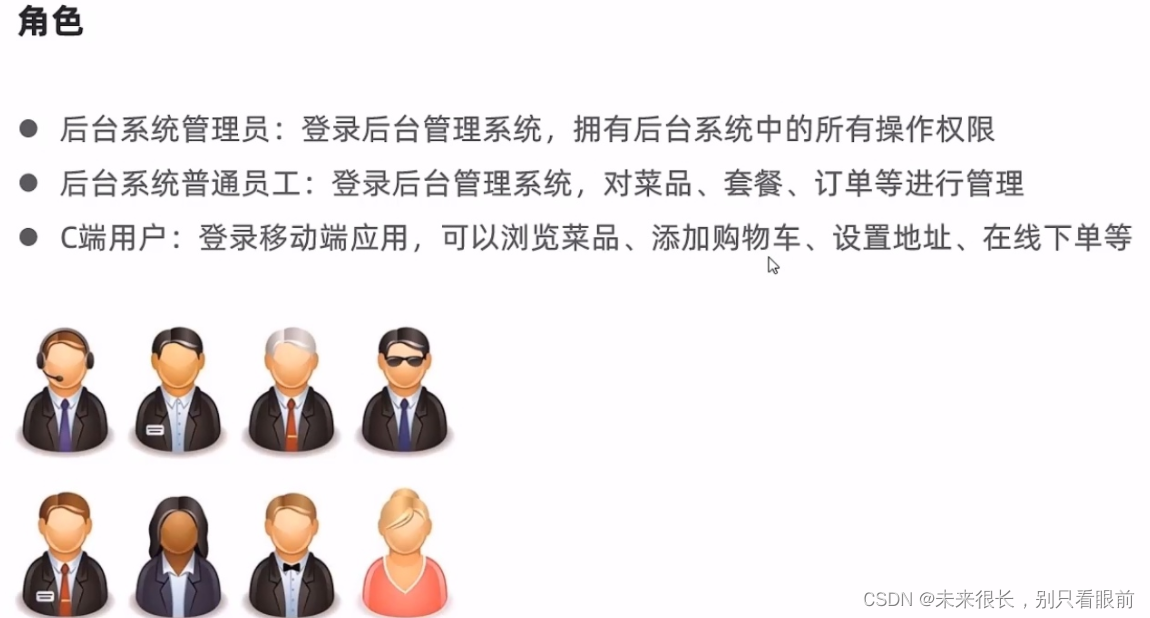 角色
● 后台系统管理员：登录后台管理系统，拥有后台系统中的所有操作权限
● 后台系统普通员工：登录后台管理系统，对菜品、套餐、订单等进行管理
● C端用户：登录移动端应用，可以浏览菜品、添加购物车、设置地址、在线下单等
CSDN @未来很长，别只看眼前